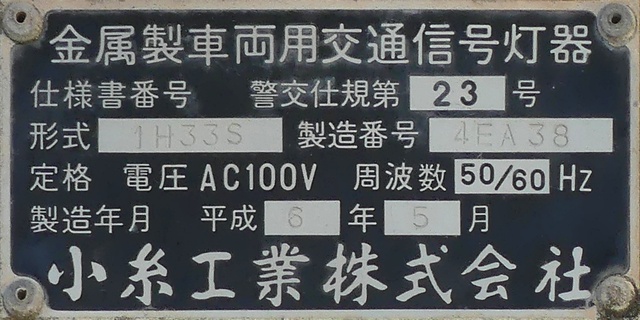 金属製車両用交通信号灯器
仕様書番号 警交仕規第 23 号
形式 1H33S 製造番号 4EA38
定格 電圧 AC100V 周波数 50/60 Hz
製造年月 平成 6 年 5 月
小糸工業株式会社